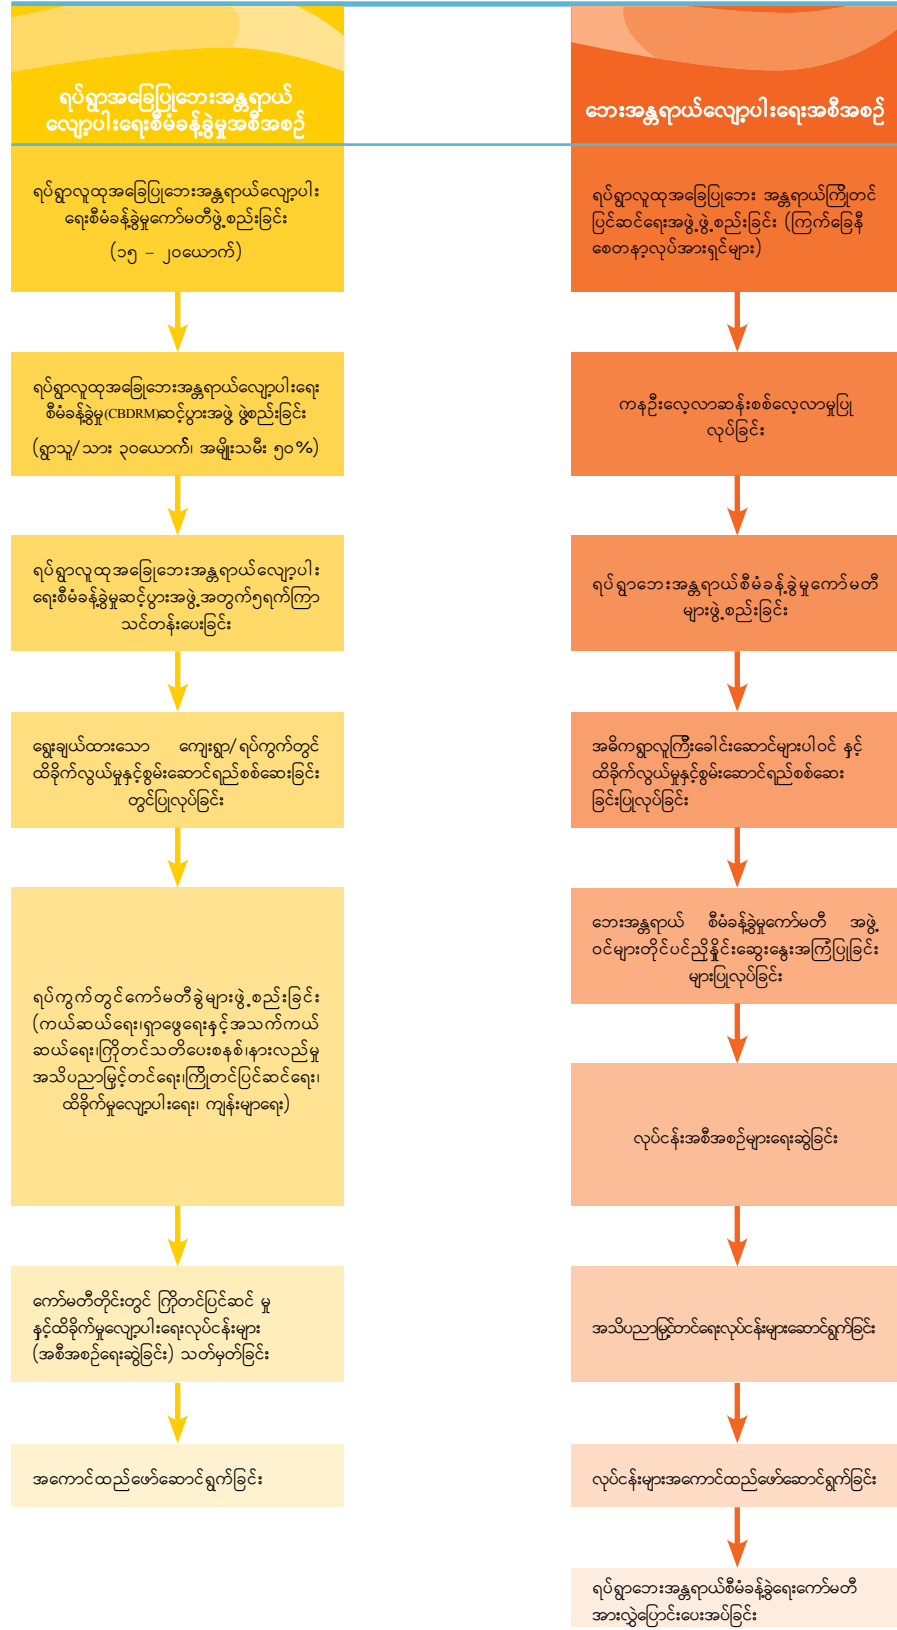 ရပ်ရွာအခြေပြုဘေးအန္တရာယ်
လျော့ပါးရေးစီမံခန့်ခွဲမှုအစီအစဉ်
ရပ်ရွာလူထုအခြေပြုဘေးအန္တရာယ်လျော့ပါး
ရေးစီမံခန့်ခွဲမှုကော်မတီဖွဲ့စည်းခြင်း
(၁၅ – ၂၀ယောက်)
ရပ်ရွာလူထုအခြေုဘေးအန္တရာယ်လျော့ပါးရေး
စီမံခန့်ခွဲမှု(CBDRM)ဆင့်ပွားအဖွဲ့ ဖွဲ့စည်းခြင်း
(ရွာသူ/သား ၃၀ယောက်၊ အမျိုးသမီး ၅၀%)
ရပ်ရွာလူထုအခြေုဘေးအန္တရာယ်လျော့ပါး
ရေးစီမံခန့်ခွဲမှုဆင့်ပွားအဖွဲ့အတွက်၅ရက်ကြာ
သင်တန်းပေးခြင်း
ရွေးချယ်ထားသော ကျေးရွာ/ရပ်ကွက်တွင်
ထိခိုက်လွယ်မှုနှင့်စွမ်းဆောင်ရည်စစ်ဆေးခြင်း
တွင်ပြုလုပ်ခြင်း
ရပ်ကွက်တွင်ကော်မတီခွဲများဖွဲ့စည်းခြင်း
(ကယ်ဆယ်ရေး၊ရှာဖွေရေးနှင့်အသက်ကယ်
ဆယ်ရေး၊ကြိုတင်သတိပေးစနစ်၊နားလည်မှု
အသိပညာမြှင့်တင်ရေး၊ကြိုတင်ပြင်ဆင်ရေး၊
ထိခိုက်မှုလျော့ပါးရေး၊ ကျန်းမာရေး)
ကော်မတီတိုင်းတွင် ကြိုတင်ပြင်ဆင် မှု
နှင့်ထိခိုက်မှုလျော့ပါးရေးလုပ်ငန်းများ
(အစီအစဉ်ရေးဆွဲခြင်း) သတ်မှတ်ခြင်း
အကောင်ထည်ဖော်ဆောင်ရွက်ခြင်း
ဘေးအန္တရာယ်လျော့ပါးရေးအစီအစဉ်
ရပ်ရွာလူထုအခြေပြုဘေး အန္တရာယ်ကြိုတင်
ပြင်ဆင်ရေးအဖွဲ့ဖွဲ့စည်းခြင်း (ကြက်ခြေနီ
စေတနာ့လုပ်အားရှင်များ)
ကနဦးလေ့လာဆန်းစစ်လေ့လာမှုပြု
လုပ်ခြင်း
ရပ်ရွာဘေးအန္တရာယ်စီမံခန့်ခွဲမှုကော်မတီ
များဖွဲ့စည်းခြင်း
အဓိကရွာလူကြီးခေါင်းဆောင်များပါဝင် နှင့်
ထိခိုက်လွယ်မှုနှင့်စွမ်းဆောင်ရည်စစ်ဆေး
ခြင်းပြုလုပ်ခြင်း
ဘေးအန္တရာယ် စီမံခန့်ခွဲမှုကော်မတီ အဖွဲ့
ဝင်များတိုင်ပင်ညှိနှိုင်းဆွေးနွေးအကြံပြုခြင်း
များပြုလုပ်ခြင်း
လုပ်ငန်းအစီအစဉ်များရေးဆွဲခြင်း
အသိပညာမြှင့်တင်ရေးလုပ်ငန်းများဆောင်ရွက်ခြင်း
လုပ်ငန်းများအကောင်ထည်ဖော်ဆောင်ရွက်ခြင်း
ရပ်ရွာဘေးအန္တရာယ်စီမံခန့်ခွဲရေးကော်မတီ
အားလွှဲပြောင်းပေးအပ်ခြင်း